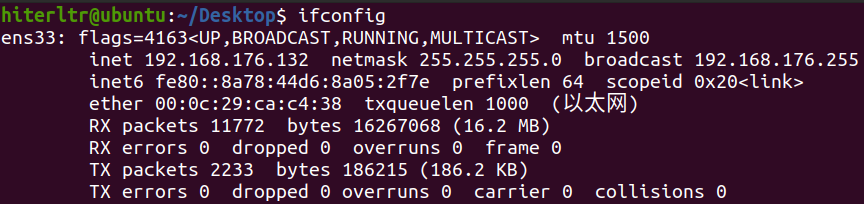 hiterltr@ubuntu:~/Desktop$ ifconfig
ens33: flags=4163<UP,BROADCAST,RUNNING,MULTICAST>  mtu 1500
        inet 192.168.176.132  netmask 255.255.255.0  broadcast 192.168.176.255
        inet6 fe80::8a78:44d6:8a05:2f7e  prefixlen 64  scopeid 0x20<link>
        ether 00:0c:29:ca:c4:38  txqueuelen 1000  (以太网)
        RX packets 11772  bytes 16267068 (16.2 MB)
        RX errors 0  dropped 0  overruns 0  frame 0
        TX packets 2233  bytes 186215 (186.2 KB)
        TX errors 0  dropped 0 overruns 0  carrier 0  collisions 0